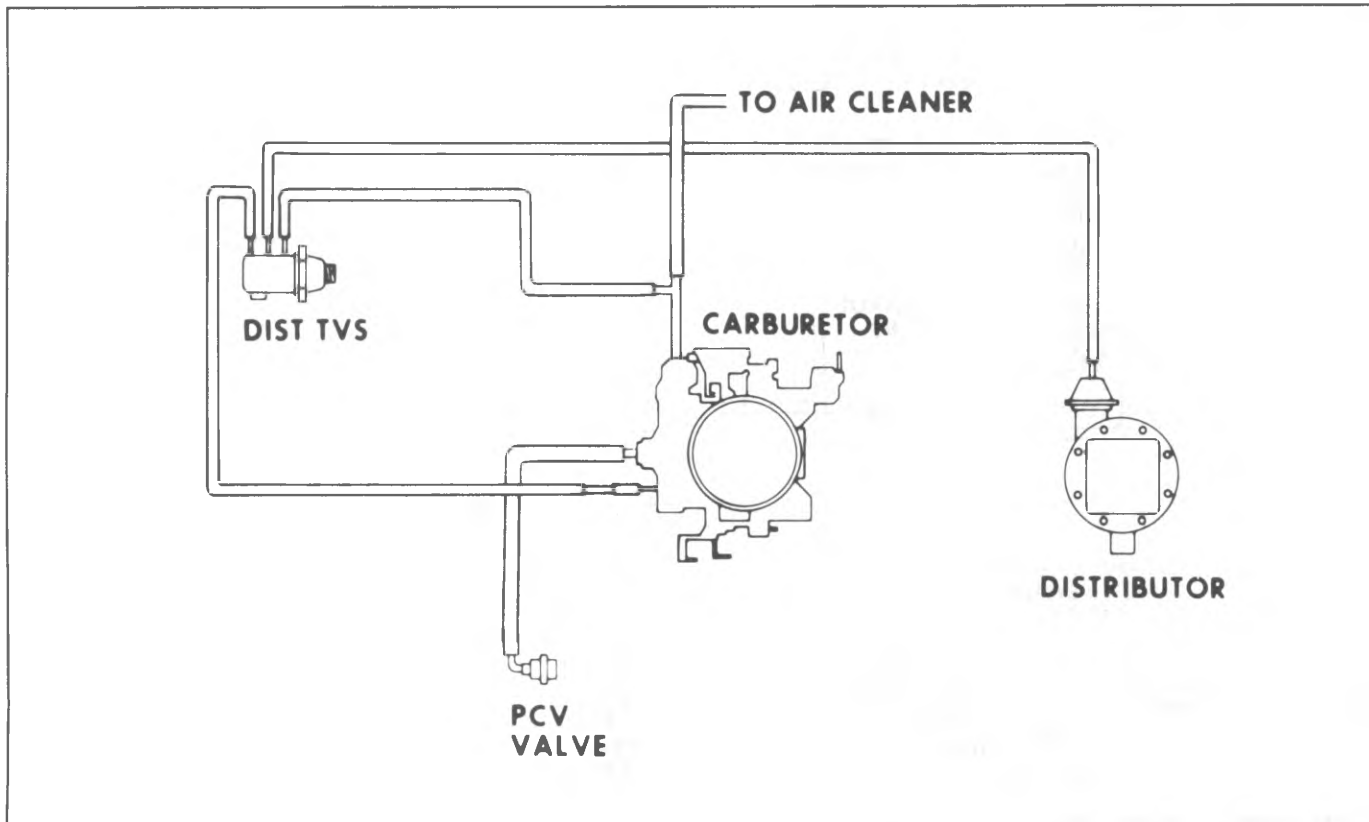 TO AIR CLEANER
DIST TVS
CARBURETOR
DISTRIBUTOR
PCV
VALVE